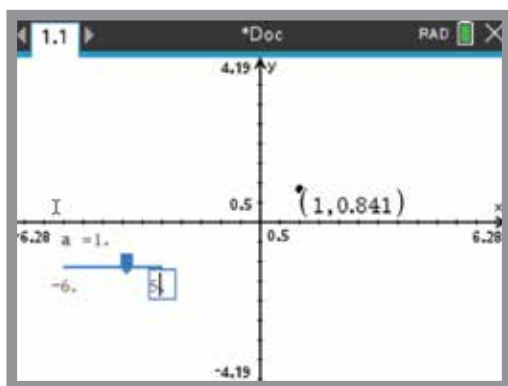 1.1 *Doc RAD
4.19 y
0.5 (1,0.841)
x
-6.28 a =1. 0.5 6.28
-6. 5.
-4.19